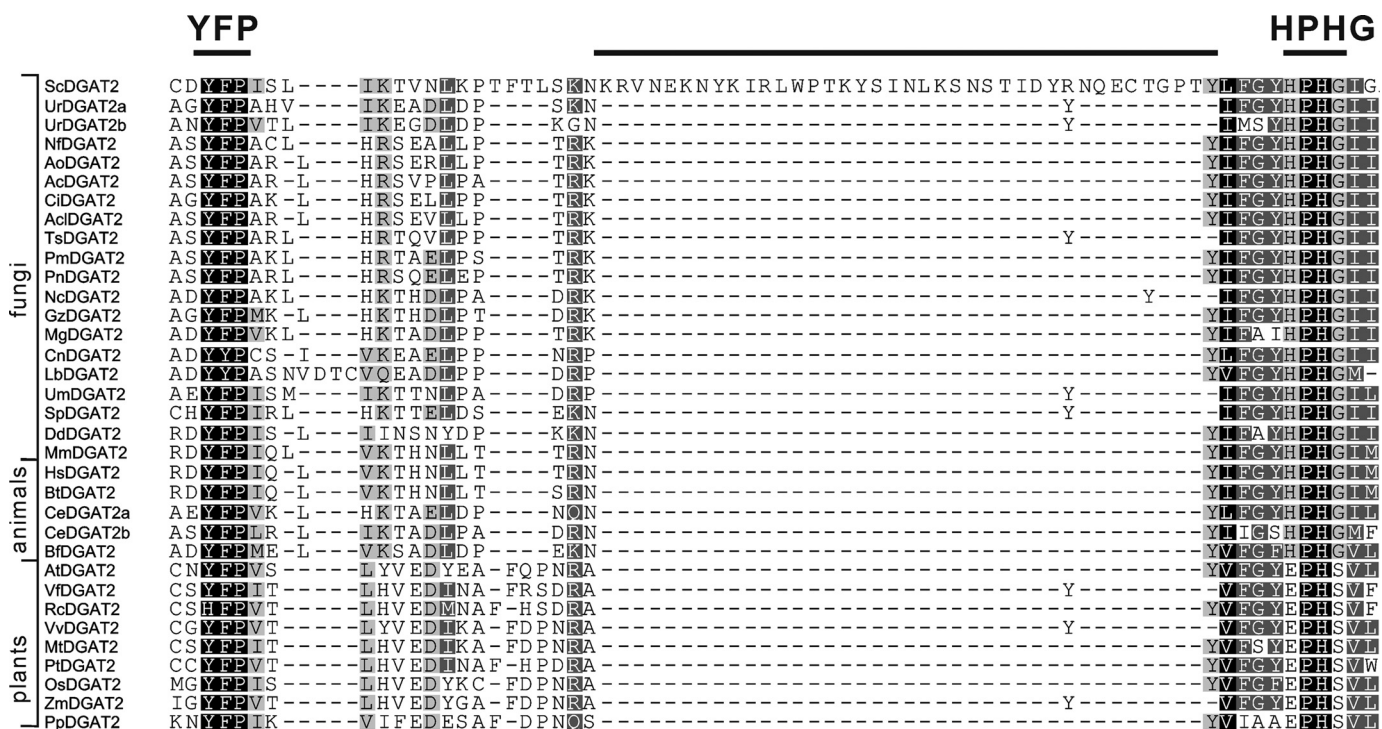 YFP HPHG
fungi
animals
plants
ScDGAT2 CDYFPISL----IKTVNLKPTFTLSKNKRVNEKNYKIRLWPTKYSINLKSNSTIDYRNQECTGPTYLFGYHPHGIG.
UrDGAT2a AGYFPAHV----IKEADLDP----SKN-----------------------------Y---------IFGYHPHGII
UrDGAT2b ANYFPVTL----IKEGDLDP----KGN-----------------------------Y---------IMSYHPHGII
NfDGAT2 ASYFPACL----HRSEALLP----TRK--------------------------------------YIFGYHPHGII
AoDGAT2 ASYFPAR-L---HRSERLLP----TRK--------------------------------------YIFGYHPHGII
AcDGAT2 ASYFPAR-L---HRSVPLPA----TRK--------------------------------------YIFGYHPHGII
CiDGAT2 AGYFPAK-L---HRSELLPP----TRK--------------------------------------YIFGYHPHGII
AclDGAT2 ASYFPAR-L---HRSEVLLP----TRK--------------------------------------YIFGYHPHGII
TsDGAT2 ASYFPARL----HRTQVLPP----TRK-----------------------------Y---------IFGYHPHGII
PmDGAT2 ASYFPAKL----HRTAELPS----TRK--------------------------------------YIFGYHPHGII
PnDGAT2 ASYFPARL----HRSQELEP----TRK--------------------------------------YIFGYHPHGII
NcDGAT2 ADYFPAKL----HKTHDLPA----DRK----------------------------------Y----IFGYHPHGII
GzDGAT2 AGYFPMK-L---HKTHDLPT----DRK--------------------------------------YIFGYHPHGII
MgDGAT2 ADYFPVKL----HKTADLPP----TRK--------------------------------------YIFAIHPHGII
CnDGAT2 ADYYPCS-I---VKEAELPP----NRP--------------------------------------YLFGYHPHGII
LbDGAT2 ADYYPASNVDTCVQEADLPP----DRP--------------------------------------YVFGYHPHGM-
UmDGAT2 AEYFPISM----IKTTNLPA----DRP-----------------------------Y---------IFGYHPHGIL
SpDGAT2 CHYFPIRL----HKTTELDS----EKN-----------------------------Y---------IFGYHPHGII
DdDGAT2 RDYFPIS-L---IINSNYDP----KKN--------------------------------------YIFAYHPHGII
MmDGAT2 RDYFPIQL----VKTHNLLT----TRN--------------------------------------YIFGYHPHGIM
HsDGAT2 RDYFPIQ-L---VKTHNLLT----TRN--------------------------------------YIFGYHPHGIM
BtDGAT2 RDYFPIQ-L---VKTHNLLT----SRN--------------------------------------YIFGYHPHGIM
CeDGAT2a AEYFPVK-L---HKTAELDP----NQN--------------------------------------YLFGYHPHGIL
CeDGAT2b ASYFPLR-L---IKTADLPA----EKN--------------------------------------YIIGSHPHGMF
BfDGAT2 ADYFPME-L---VKSADLDP----EKN--------------------------------------YVFGFHPHGVL
AtDGAT2 CNYFPVS-----LYVEDYEA-FQPNRA--------------------------------------YVFGYEPHSVL
VfDGAT2 CSYFPIT-----LHVEDINA-FRSDRA-----------------------------Y---------VFGYEPHSVF
RcDGAT2 CSHFPVT-----LHVEDMNAF-HSDRA--------------------------------------YVFGYEPHSVF
VvDGAT2 CGYFPVT-----LYVEDIKA-FDPNRA-----------------------------Y---------VFGYEPHSVL
MtDGAT2 CSYFPIT-----LHVEDIKA-FDPNRA--------------------------------------YVFSYEPHSVL
PtDGAT2 CCYFPVT-----LHVEDINAF-HPDRA--------------------------------------YVFGYEPHSVW
OsDGAT2 MGYFPIS-----LHVEDYKC-FDPNRA--------------------------------------YVFGFEPHSVL
ZmDGAT2 IGYFPVT-----LHVEDYGA-FDPNRA-----------------------------Y---------VFGYEPHSVL
PpDGAT2 KNYFPIK-----VIFEDESAF-DPNQS--------------------------------------YVIAAEPHSVL